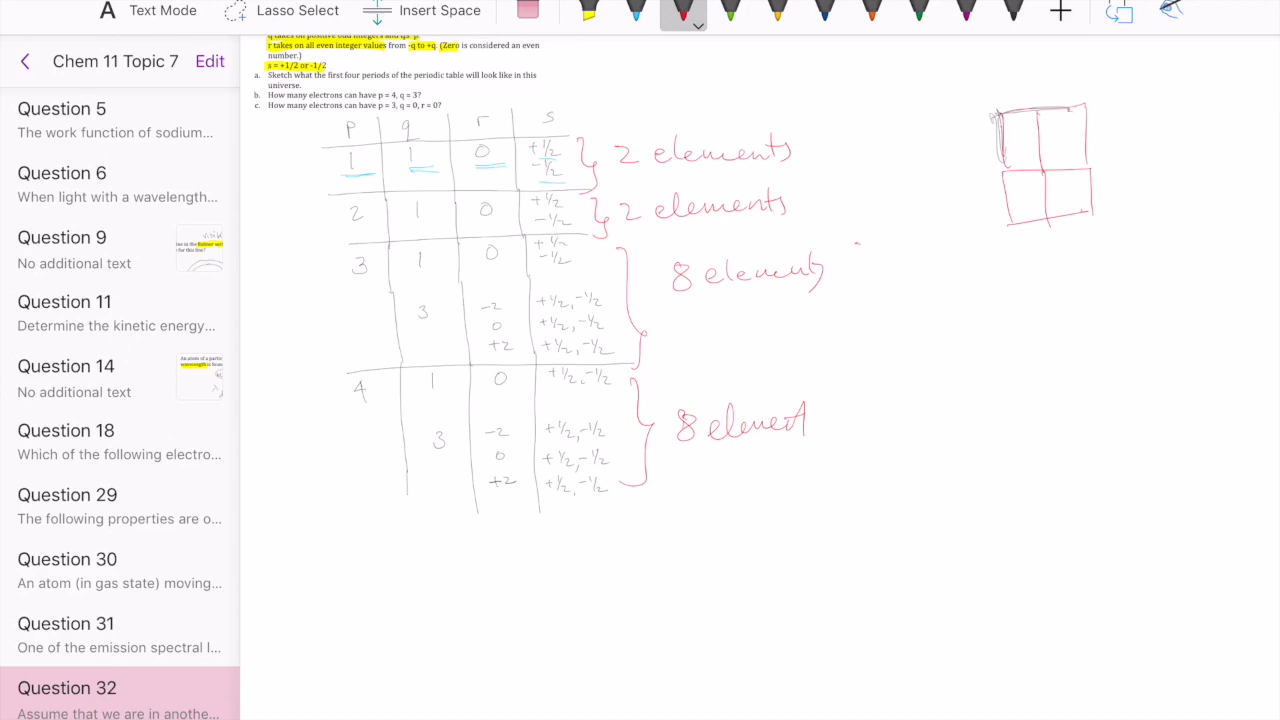 A Text Mode Lasso Select Insert Space
Chem 11 Topic 7 Edit
Question 5
The work function of sodium...
Question 6
When light with a wavelength...
Question 9
No additional text
Question 11
Determine the kinetic energy...
Question 14
No additional text
Question 18
Which of the following electro...
Question 29
The following properties are o...
Question 30
An atom (in gas state) moving...
Question 31
One of the emission spectral l...
Question 32
Assume that we are in anothe...
r takes on all even integer values from -q to +q. (Zero is considered an even
number.)
s = +1/2 or -1/2
a. Sketch what the first four periods of the periodic table will look like in this
universe.
b. How many electrons can have p = 4, q = 3?
c. How many electrons can have p = 3, q = 0, r = 0?
p q r s
1 1 0 +1/2
-1/2
2 elements
2 1 0 +1/2
-1/2
2 elements
3 1 0 +1/2
-1/2
8 elements
3 -2 +1/2, -1/2
0 +1/2, -1/2
+2 +1/2, -1/2
4 1 0 +1/2, -1/2
8 element
3 -2 +1/2, -1/2
0 +1/2, -1/2
+2 +1/2, -1/2